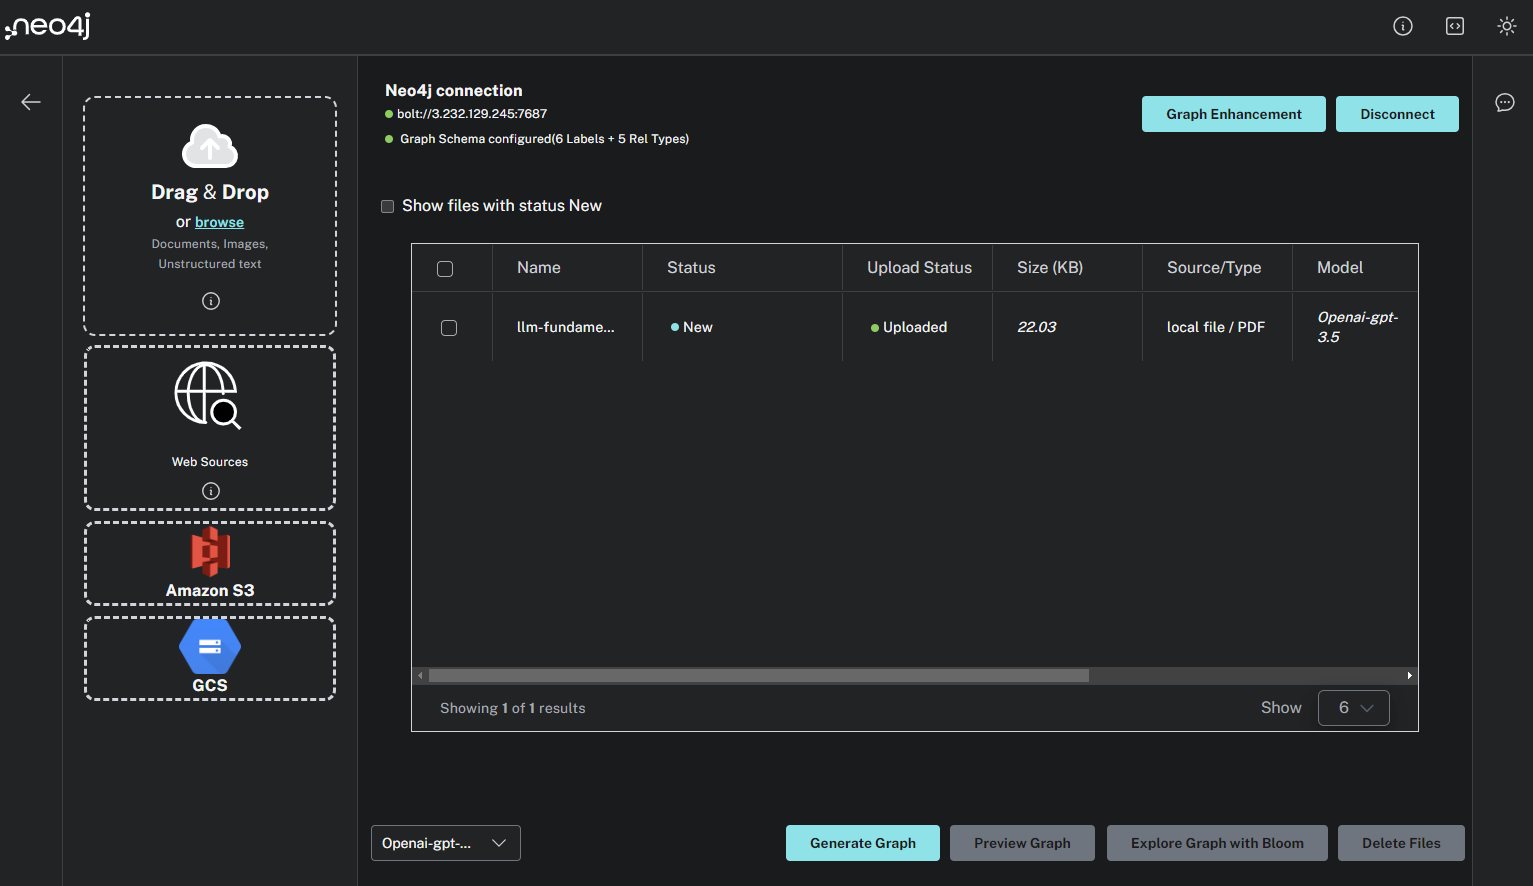 neo4j
Neo4j connection
bolt://3.232.129.245:7687
Graph Schema configured(6 Labels + 5 Rel Types)
Graph Enhancement
Disconnect
Drag & Drop
or browse
Documents, Images,
Unstructured text
Web Sources
Amazon S3
GCS
Show files with status New
Name Status Upload Status Size (KB) Source/Type Model
llm-fundame... New Uploaded 22.03 local file / PDF Openai-gpt-
3.5
Showing 1 of 1 results
Show 6
Openai-gpt-...
Generate Graph
Preview Graph
Explore Graph with Bloom
Delete Files